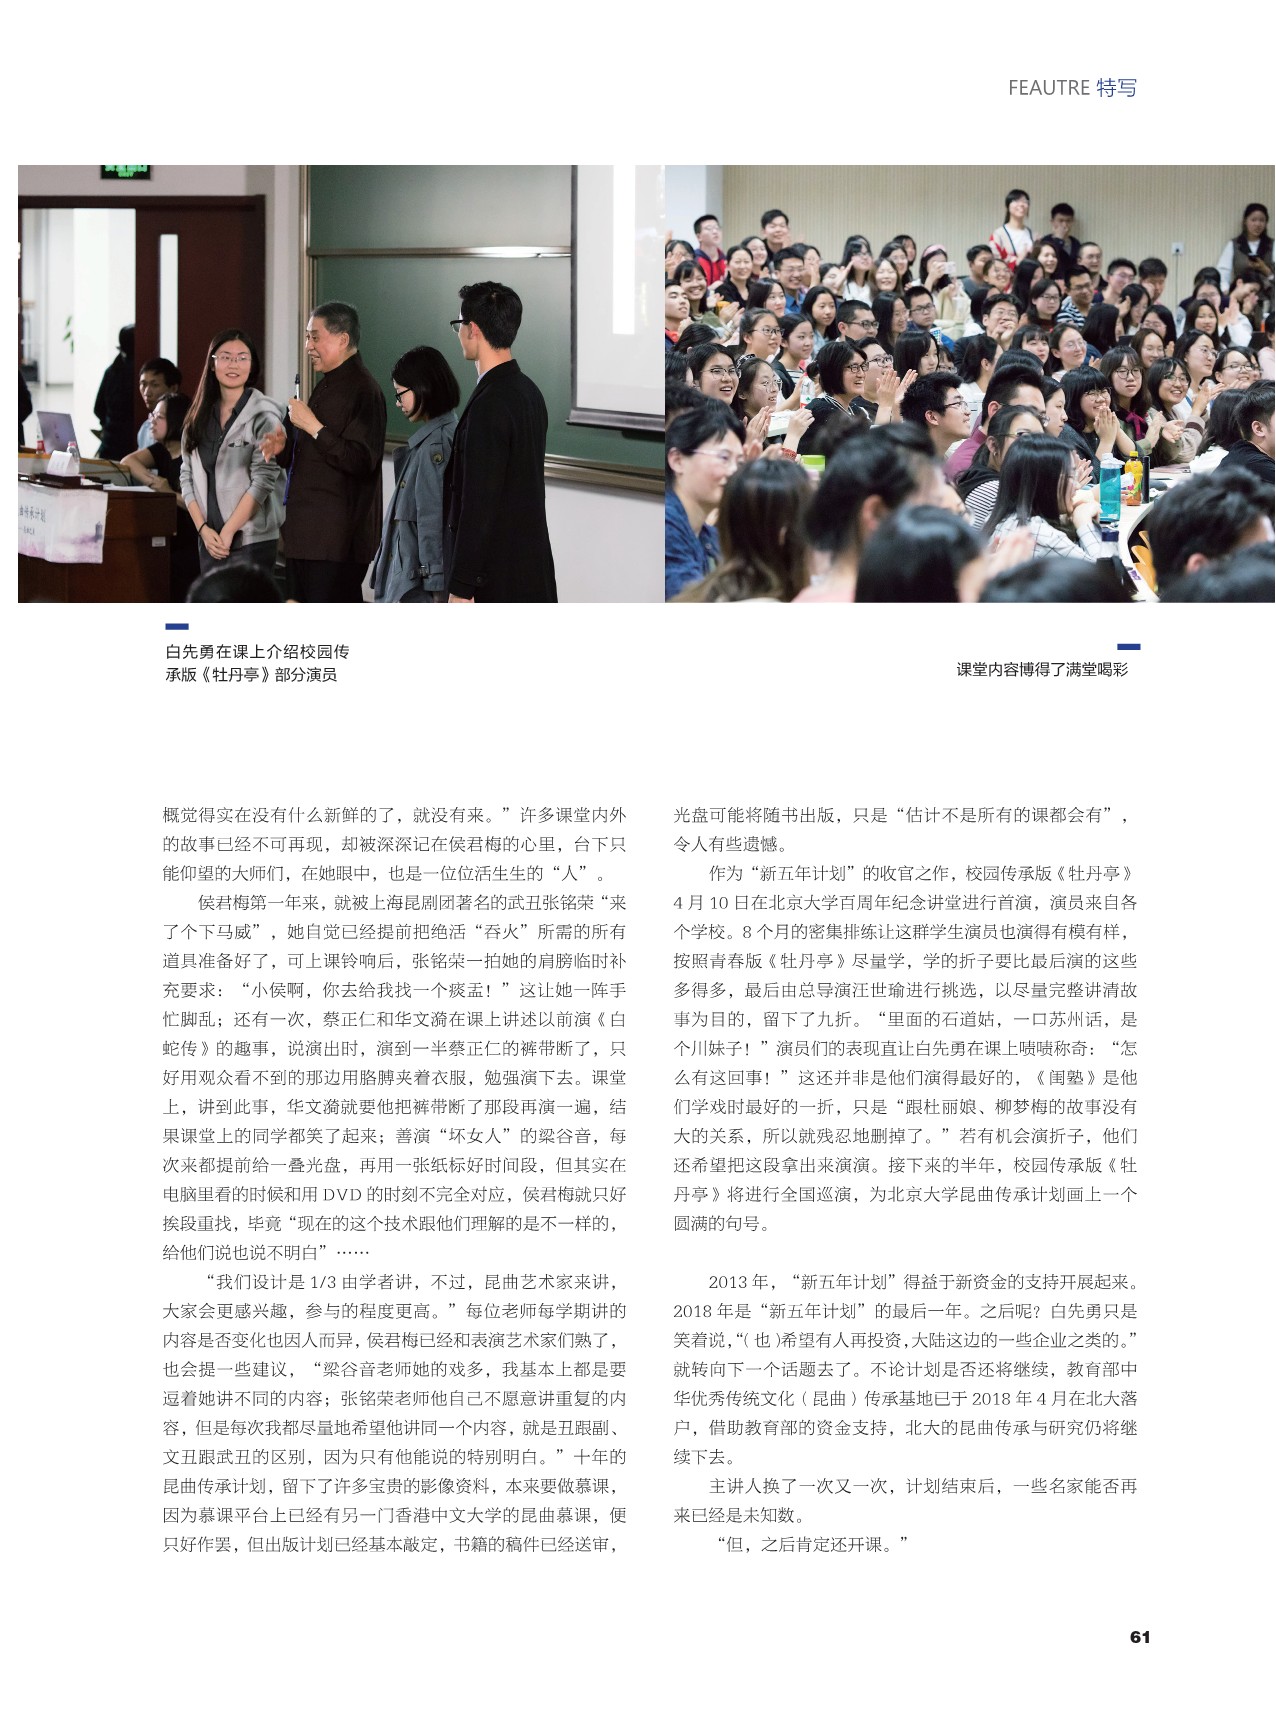 FEAUTRE 特写
白先勇在课上介绍校园传
承版《牡丹亭》部分演员
课堂内容博得了满堂喝彩
概觉得实在没有什么新鲜的了，就没有来。”许多课堂内外
的故事已经不可再现，却被深深记在侯君梅的心里，台下只
能仰望的大师们，在她眼中，也是一位位活生生的“人”。
侯君梅第一年来，就被上海昆剧团著名的武丑张铭荣“来
了个下马威”，她自觉已经提前把绝活“吞火”所需的所有
道具准备好了，可上课铃响后，张铭荣一拍她的肩膀临时补
充要求：“小侯啊，你去给我找一个痰盂！”这让她一阵手
忙脚乱；还有一次，蔡正仁和华文漪在课上讲述以前演《白
蛇传》的趣事，说演出时，演到一半蔡正仁的裤带断了，只
好用观众看不到的那边用胳膊夹着衣服，勉强演下去。课堂
上，讲到此事，华文漪就要他把裤带断了那段再演一遍，结
果课堂上的同学都笑了起来；善演“坏女人”的梁谷音，每
次来都提前给一叠光盘，再用一张纸标好时间段，但其实在
电脑里看的时候和用 DVD 的时刻不完全对应，侯君梅就只好
挨段重找，毕竟“现在的这个技术跟他们理解的是不一样的，
给他们说也说不明白”……
“我们设计是 1/3 由学者讲，不过，昆曲艺术家来讲，
大家会更感兴趣，参与的程度更高。”每位老师每学期讲的
内容是否变化也因人而异，侯君梅已经和表演艺术家们熟了，
也会提一些建议，“梁谷音老师她的戏多，我基本上都是要
逗着她讲不同的内容；张铭荣老师他自己不愿意讲重复的内
容，但是每次我都尽量地希望他讲同一个内容，就是丑跟副、
文丑跟武丑的区别，因为只有他能说的特别明白。”十年的
昆曲传承计划，留下了许多宝贵的影像资料，本来要做慕课，
因为慕课平台上已经有另一门香港中文大学的昆曲慕课，便
只好作罢，但出版计划已经基本敲定，书籍的稿件已经送审，
光盘可能将随书出版，只是“估计不是所有的课都会有”，
令人有些遗憾。
作为“新五年计划”的收官之作，校园传承版《牡丹亭》
4 月 10 日在北京大学百周年纪念讲堂进行首演，演员来自各
个学校。8 个月的密集排练让这群学生演员也演得有模有样，
按照青春版《牡丹亭》尽量学，学的折子要比最后演的这些
多得多，最后由总导演汪世瑜进行挑选，以尽量完整讲清故
事为目的，留下了九折。“里面的石道姑，一口苏州话，是
个川妹子！”演员们的表现直让白先勇在课上啧啧称奇：“怎
么有这回事！”这还并非是他们演得最好的，《闺塾》是他
们学戏时最好的一折，只是“跟杜丽娘、柳梦梅的故事没有
大的关系，所以就残忍地删掉了。”若有机会演折子，他们
还希望把这段拿出来演演。接下来的半年，校园传承版《牡
丹亭》将进行全国巡演，为北京大学昆曲传承计划画上一个
圆满的句号。
2013 年，“新五年计划”得益于新资金的支持开展起来。
2018 年是“新五年计划”的最后一年。之后呢？白先勇只是
笑着说，“（也）希望有人再投资，大陆这边的一些企业之类的。”
就转向下一个话题去了。不论计划是否还将继续，教育部中
华优秀传统文化（昆曲）传承基地已于 2018 年 4 月在北大落
户，借助教育部的资金支持，北大的昆曲传承与研究仍将继
续下去。
主讲人换了一次又一次，计划结束后，一些名家能否再
来已经是未知数。
“但，之后肯定还开课。”
61